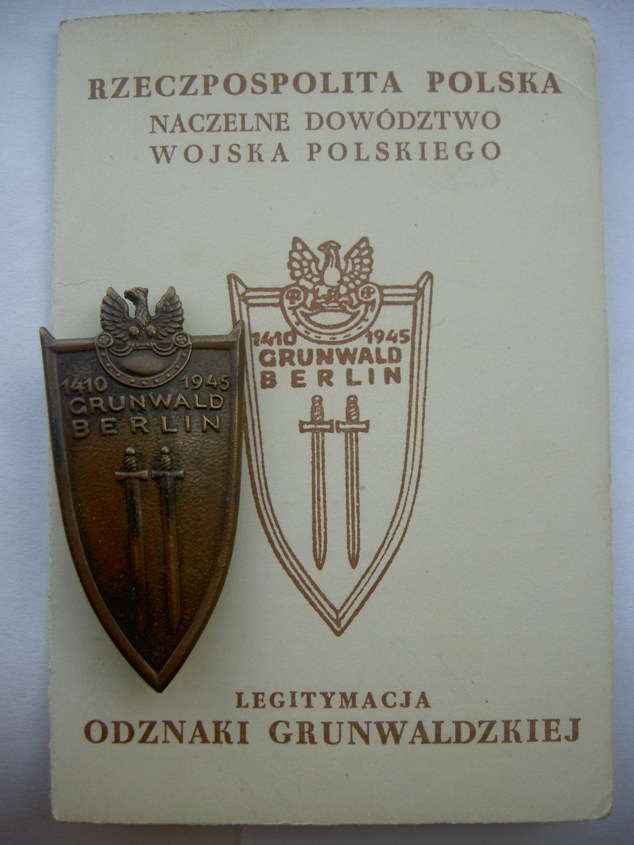 RZECZPOSPOLITA POLSKA
NACZELNE DOWÓDZTWO
WOJSKA POLSKIEGO
1410 1945
GRUNWALD
BERLIN
1410 1945
GRUNWALD
BERLIN
LEGITYMACJA
ODZNAKI GRUNWALDZKIEJ